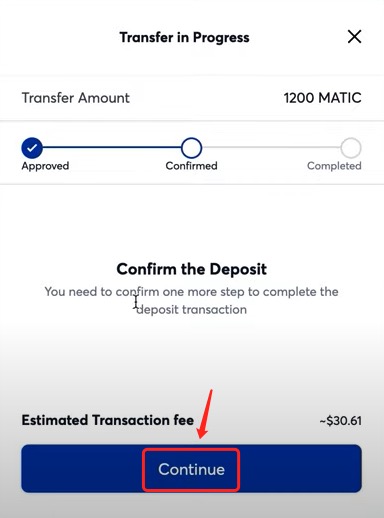 Transfer in Progress
Transfer Amount 1200 MATIC
Approved Confirmed Completed
Confirm the Deposit
You need to confirm one more step to complete the
deposit transaction
Estimated Transaction fee ~$30.61
Continue